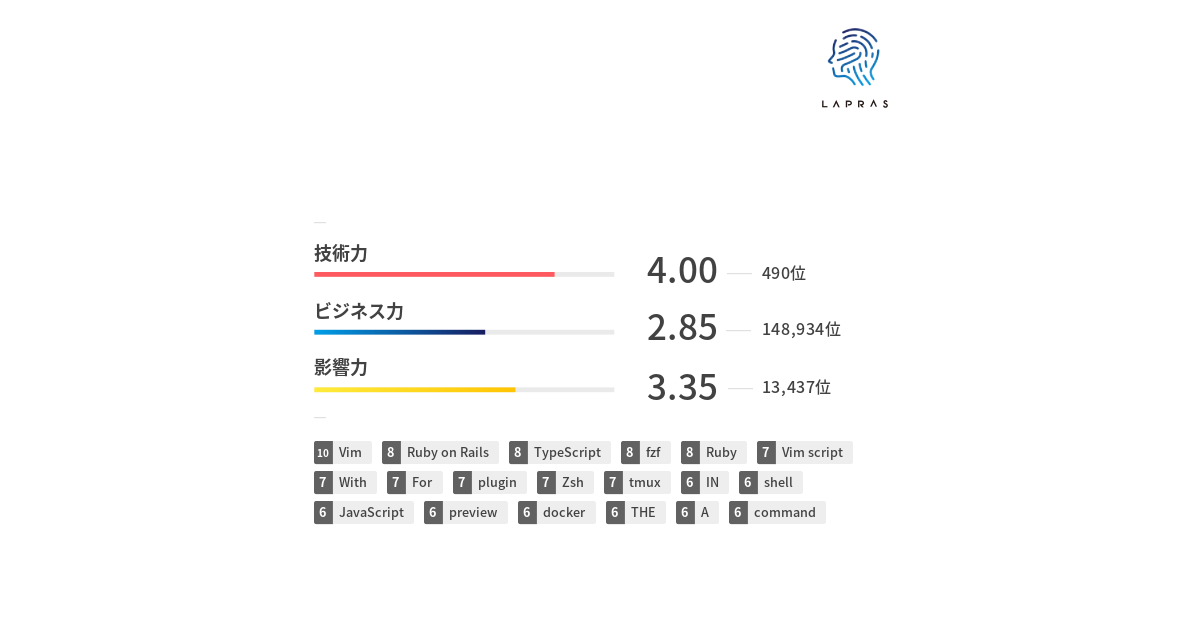 LAPRAS
技術力
4.00 490位
ビジネス力
2.85 148,934位
影響力
3.35 13,437位
10 Vim 8 Ruby on Rails 8 TypeScript 8 fzf 8 Ruby 7 Vim script
7 With 7 For 7 plugin 7 Zsh 7 tmux 6 IN 6 shell
6 JavaScript 6 preview 6 docker 6 THE 6 A 6 command